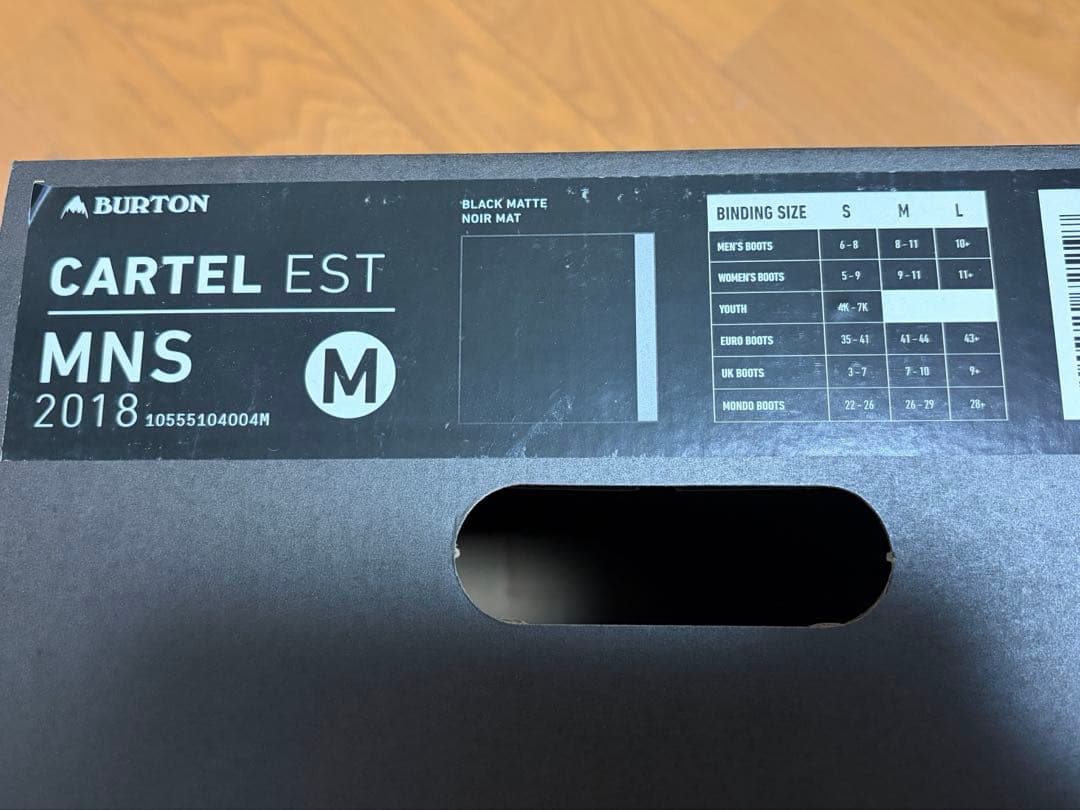 BURTON
CARTEL EST
MNS
2018 10555104004M
M
BLACK MATTE
NOIR MAT
BINDING SIZE S M L
MEN'S BOOTS 6-8 8-11 10+
WOMEN'S BOOTS 5-9 9-11 11+
YOUTH 4K-7K
EURO BOOTS 35-41 41-44 43+
UK BOOTS 3-7 7-10 9+
MONDO BOOTS 22-26 26-29 28+